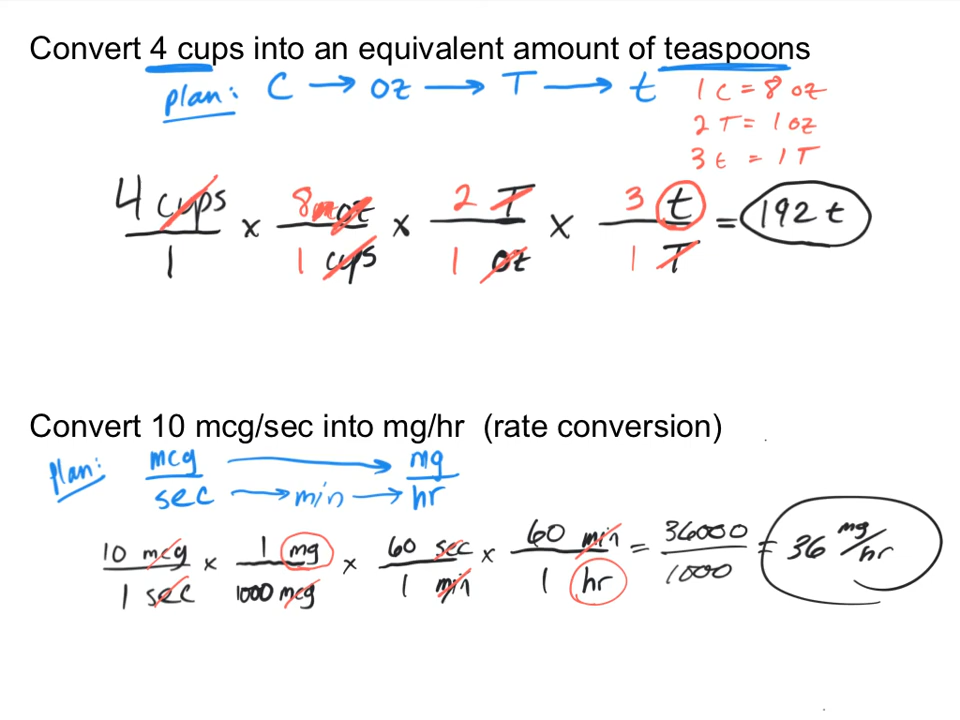 Convert 4 cups into an equivalent amount of teaspoons
plan: C → oz → T → t
1 C = 8 oz
2 T = 1 oz
3 t = 1 T
4 cups/1 × 8 oz/1 cups × 2 T/1 oz × 3 t/1 T = 192 t
Convert 10 mcg/sec into mg/hr (rate conversion)
plan: mcg → mg
sec → min → hr
10 mcg/1 sec × 1 mg/1000 mcg × 60 sec/1 min × 60 min/1 hr = 36000/1000 = 36 mg/hr